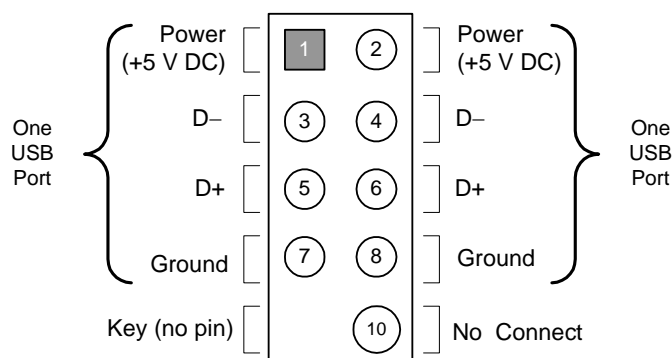 Power
(+5 V DC)
1
2
Power
(+5 V DC)
D–
3
4
D–
One
USB
Port
One
USB
Port
D+
5
6
D+
Ground
7
8
Ground
Key (no pin)
10
No Connect